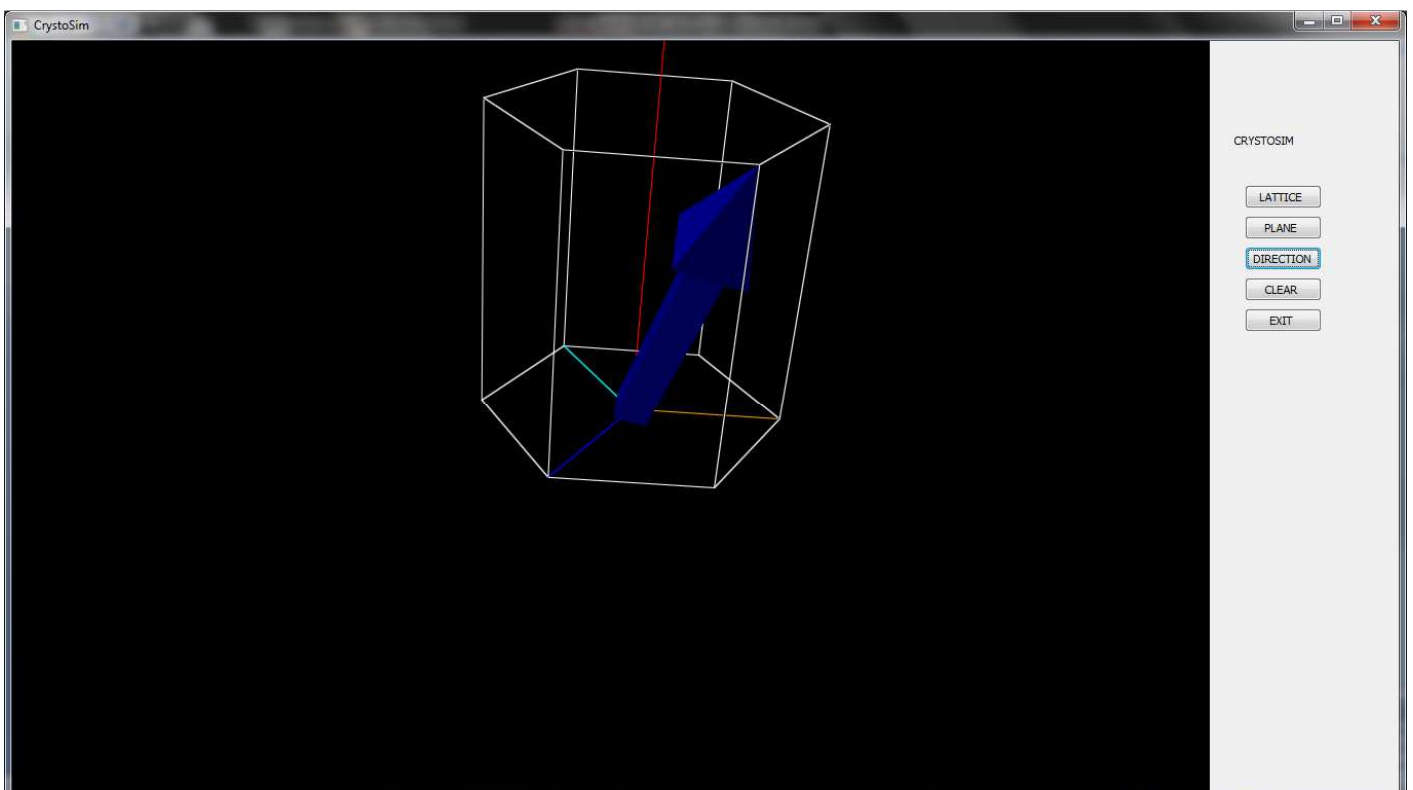 CrystoSim
CRYSTOSIM
LATTICE
PLANE
DIRECTION
CLEAR
EXIT